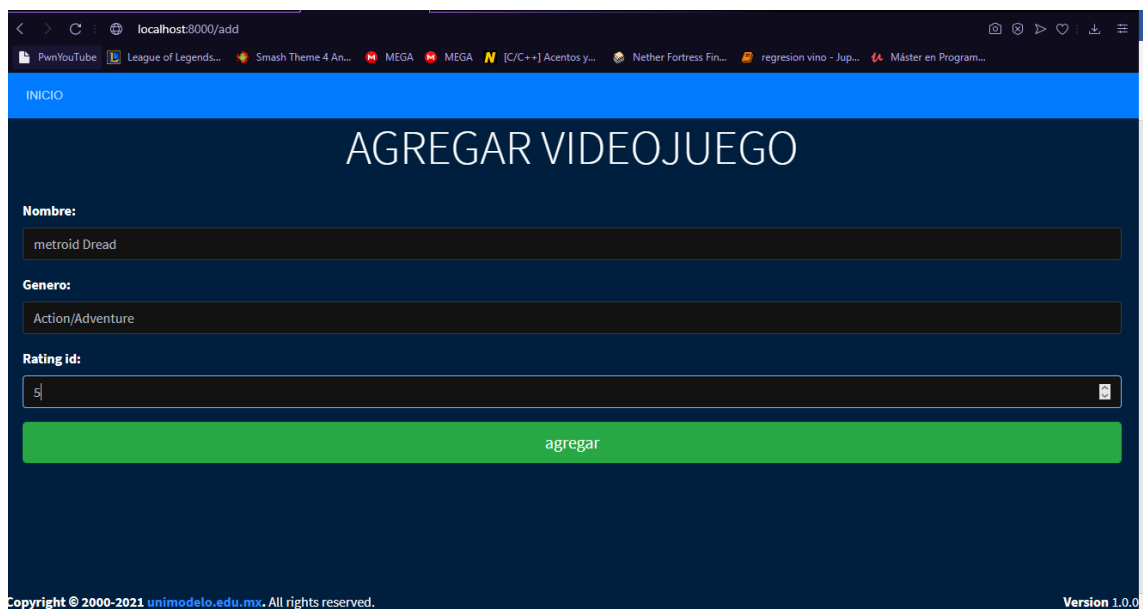 localhost:8000/add
PwnYouTube League of Legends... Smash Theme 4 An... MEGA MEGA [C/C++] Acentos y... Nether Fortress Fin... regresion vino - Jup... Máster en Program...
INICIO
AGREGAR VIDEOJUEGO
Nombre:
metroid Dread
Genero:
Action/Adventure
Rating id:
5
agregar
Copyright © 2000-2021 unimodelo.edu.mx. All rights reserved. Version 1.0.0